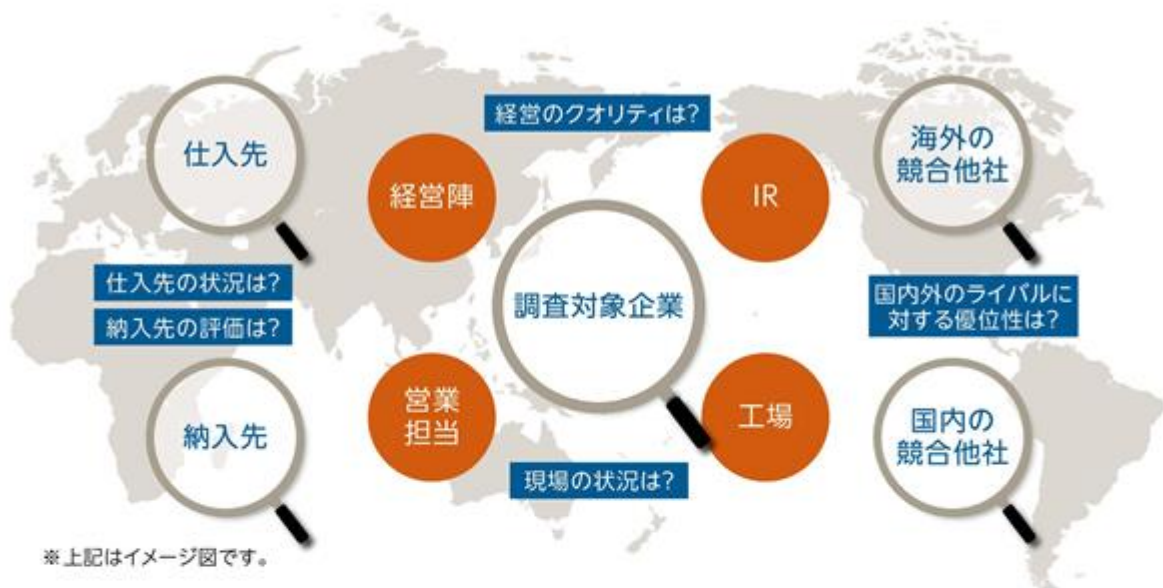 経営のクオリティは?
仕入先
経営陣
IR
海外の
競合他社
調査対象企業
仕入先の状況は?
納入先の評価は?
国内外のライバルに
対する優位性は?
納入先
営業
担当
工場
国内の
競合他社
現場の状況は?
※上記はイメージ図です。